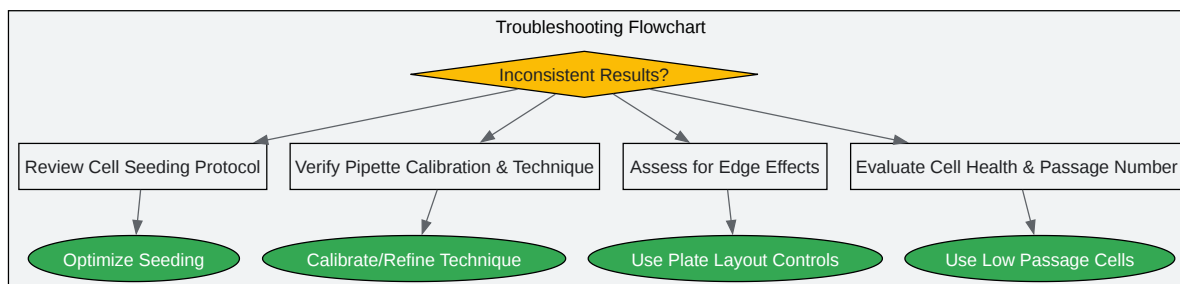 Troubleshooting Flowchart
Inconsistent Results?
Review Cell Seeding Protocol
Verify Pipette Calibration & Technique
Assess for Edge Effects
Evaluate Cell Health & Passage Number
Optimize Seeding
Calibrate/Refine Technique
Use Plate Layout Controls
Use Low Passage Cells